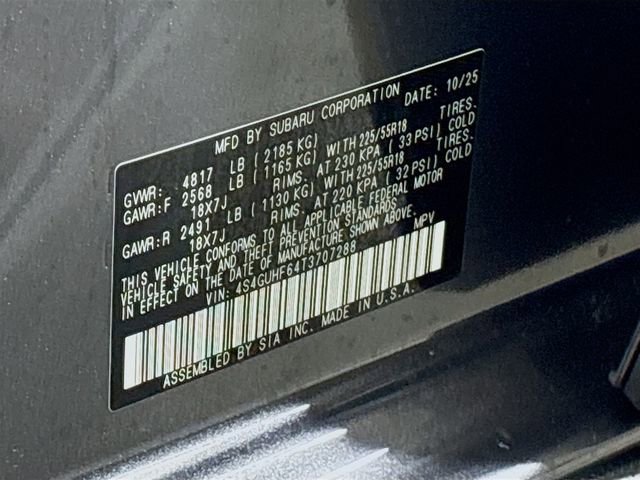 MFD BY SUBARU CORPORATION DATE: 10/25
GVWR: 4817 LB ( 2185 KG)
GAWR:F 2568 LB ( 1165 KG) WITH 225/55R18 TIRES.
18X7J RIMS. AT 230 KPA ( 33 PSI) COLD
GAWR:R 2491 LB ( 1130 KG) WITH 225/55R18 TIRES.
18X7J RIMS. AT 220 KPA ( 32 PSI) COLD
THIS VEHICLE CONFORMS TO ALL APPLICABLE FEDERAL MOTOR
VEHICLE SAFETY AND THEFT PREVENTION STANDARDS
IN EFFECT ON THE DATE OF MANUFACTURE SHOWN ABOVE.
VIN: 4S4GUHF64T3707288 MPV
ASSEMBLED BY SIA INC. MADE IN U.S.A.